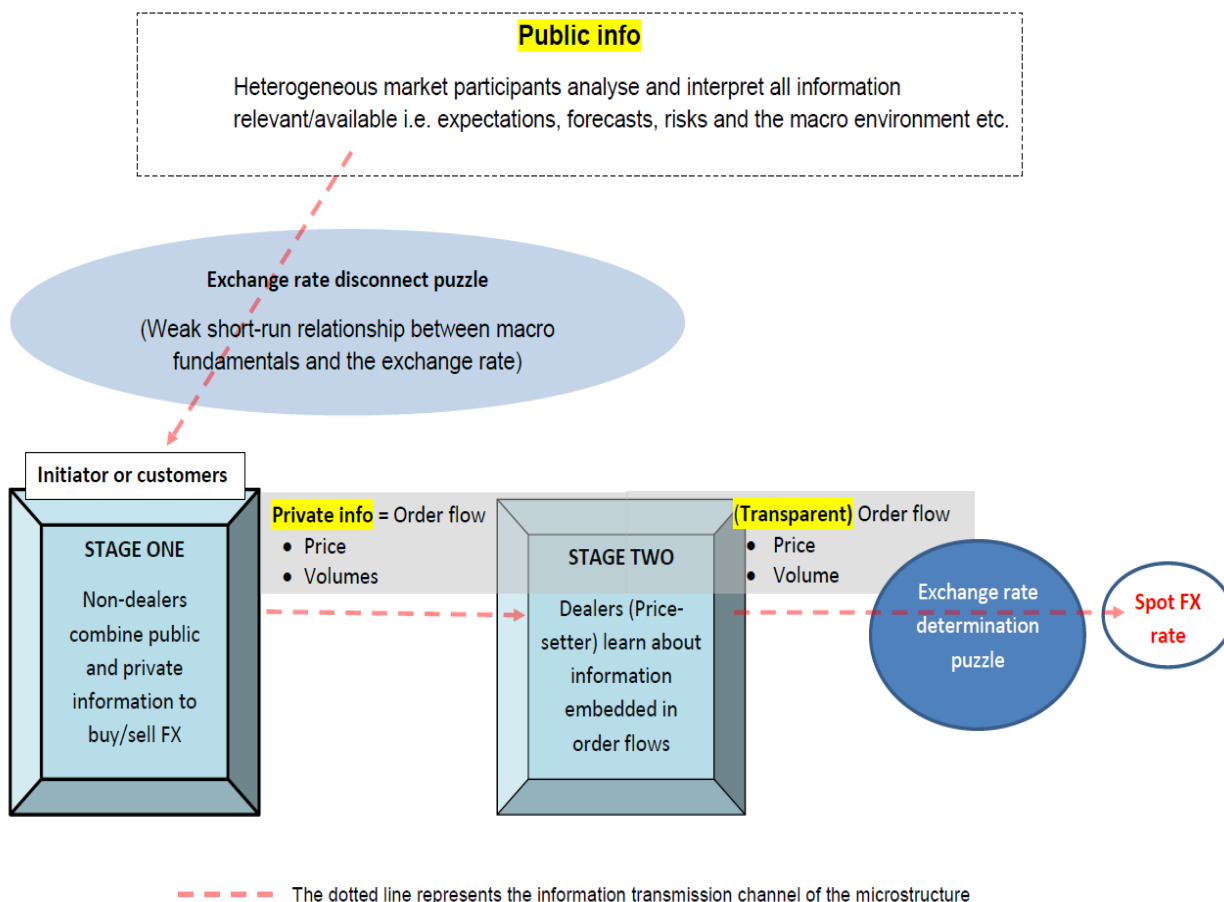 Public info
Heterogeneous market participants analyse and interpret all information
relevant/available i.e. expectations, forecasts, risks and the macro environment etc.
Exchange rate disconnect puzzle
(Weak short-run relationship between macro
fundamentals and the exchange rate)
Initiator or customers
STAGE ONE
Non-dealers
combine public
and private
information to
buy/sell FX
Private info = Order flow
• Price
• Volumes
STAGE TWO
Dealers (Price-
setter) learn about
information
embedded in
order flows
(Transparent) Order flow
• Price
• Volume
Exchange rate
determination
puzzle
Spot FX
rate
The dotted line represents the information transmission channel of the microstructure